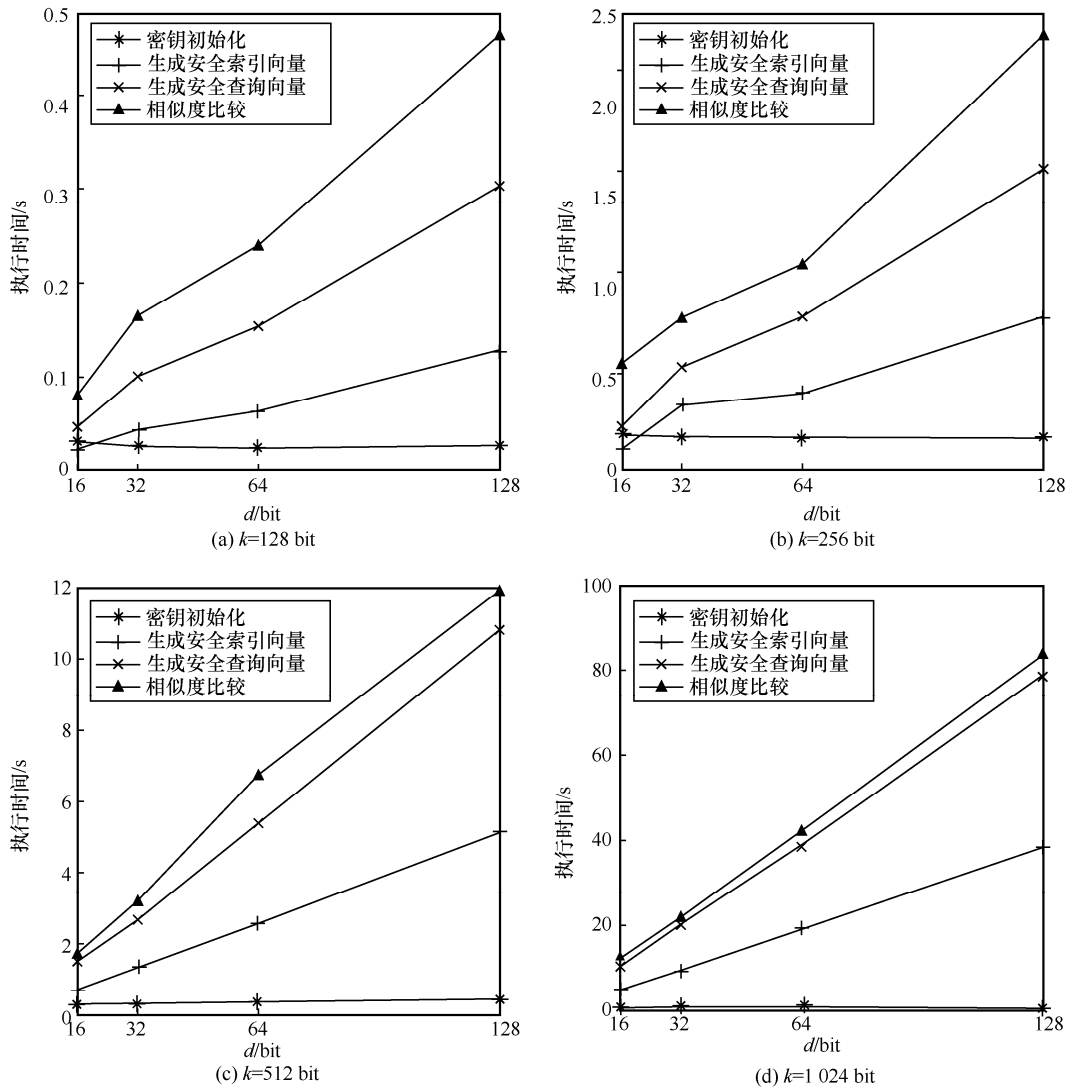 0.5
0.4
0.3
0.2
0.1
0
执行时间/s
密钥初始化
生成安全索引向量
生成安全查询向量
相似度比较
16 32 64 128
d/bit
(a) k=128 bit
2.5
2.0
1.5
1.0
0.5
0
执行时间/s
密钥初始化
生成安全索引向量
生成安全查询向量
相似度比较
16 32 64 128
d/bit
(b) k=256 bit
12
10
8
6
4
2
0
执行时间/s
密钥初始化
生成安全索引向量
生成安全查询向量
相似度比较
16 32 64 128
d/bit
(c) k=512 bit
100
80
60
40
20
0
执行时间/s
密钥初始化
生成安全索引向量
生成安全查询向量
相似度比较
16 32 64 128
d/bit
(d) k=1 024 bit